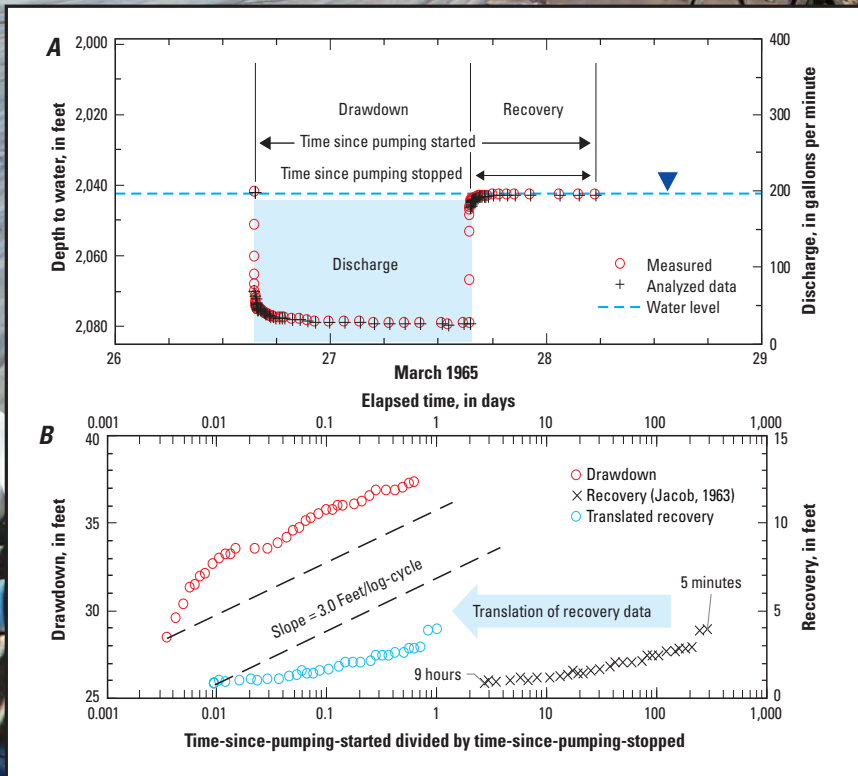 A
2,000
2,020
2,040
2,060
2,080
Depth to water, in feet
400
300
200
100
0
Discharge, in gallons per minute
Drawdown
Recovery
Time since pumping started
Time since pumping stopped
Discharge
Measured
Analyzed data
Water level
26
27
28
29
March 1965
Elapsed time, in days
B
0.001
0.01
0.1
1
10
100
1,000
40
35
30
25
Drawdown, in feet
15
10
5
0
Recovery, in feet
Drawdown
Recovery (Jacob, 1963)
Translated recovery
Slope = 3.0 Feet/log-cycle
Translation of recovery data
5 minutes
9 hours
0.001
0.01
0.1
1
10
100
1,000
Time-since-pumping-started divided by time-since-pumping-stopped